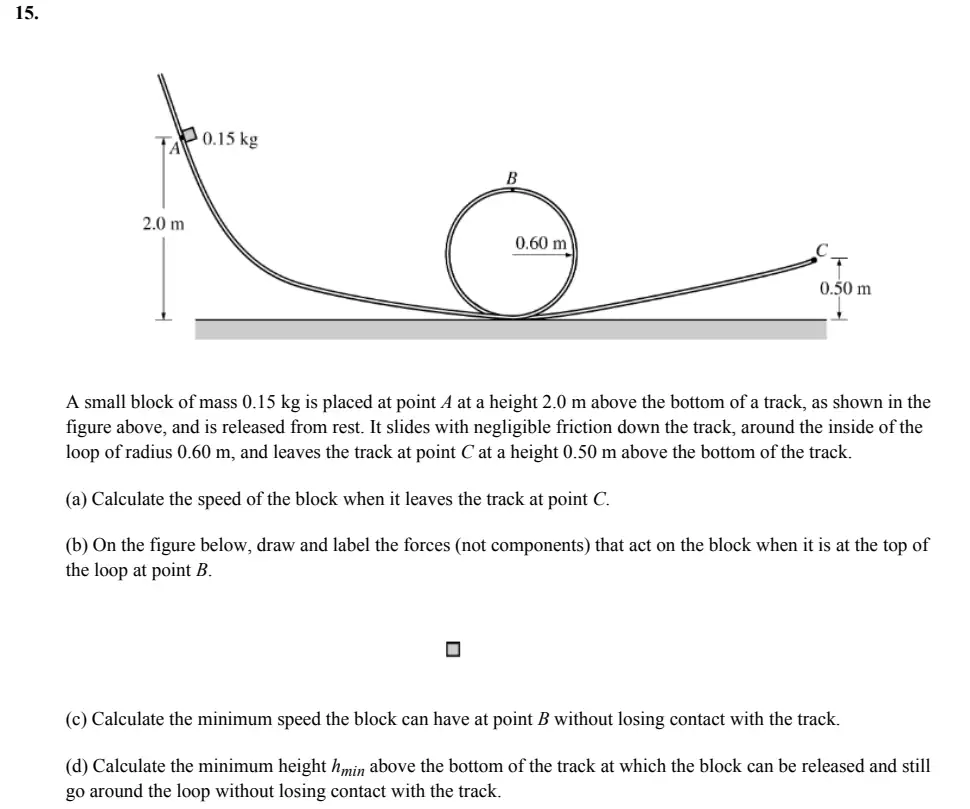 15.
0.15 kg
A
B
2.0 m
0.60 m
C
0.50 m
A small block of mass 0.15 kg is placed at point A at a height 2.0 m above the bottom of a track, as shown in the
figure above, and is released from rest. It slides with negligible friction down the track, around the inside of the
loop of radius 0.60 m, and leaves the track at point C at a height 0.50 m above the bottom of the track.
(a) Calculate the speed of the block when it leaves the track at point C.
(b) On the figure below, draw and label the forces (not components) that act on the block when it is at the top of
the loop at point B.
(c) Calculate the minimum speed the block can have at point B without losing contact with the track.
(d) Calculate the minimum height hmin above the bottom of the track at which the block can be released and still
go around the loop without losing contact with the track.